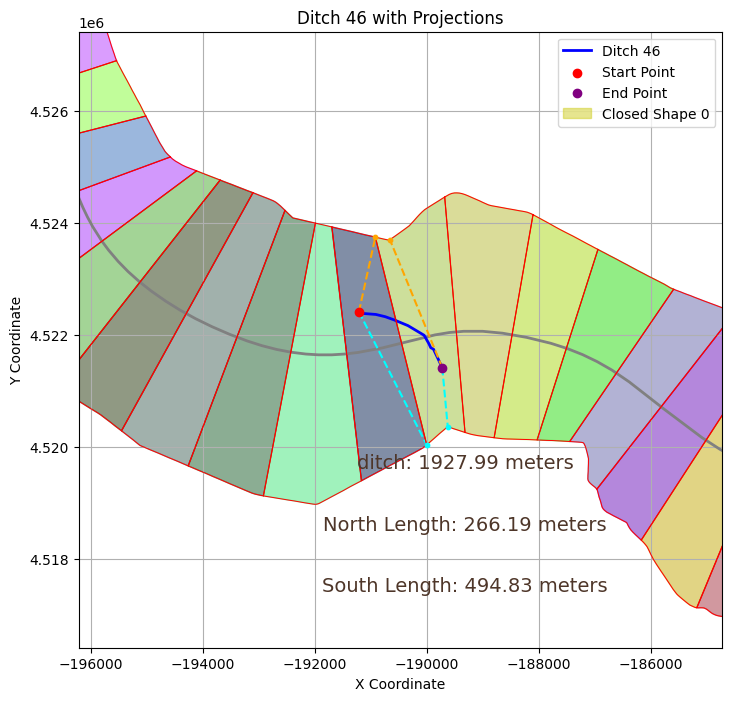 Ditch 46 with Projections
1e6
Ditch 46
Start Point
End Point
Closed Shape 0
4.526
4.524
4.522
4.520
4.518
Y Coordinate
ditch: 1927.99 meters
North Length: 266.19 meters
South Length: 494.83 meters
−196000 −194000 −192000 −190000 −188000 −186000
X Coordinate